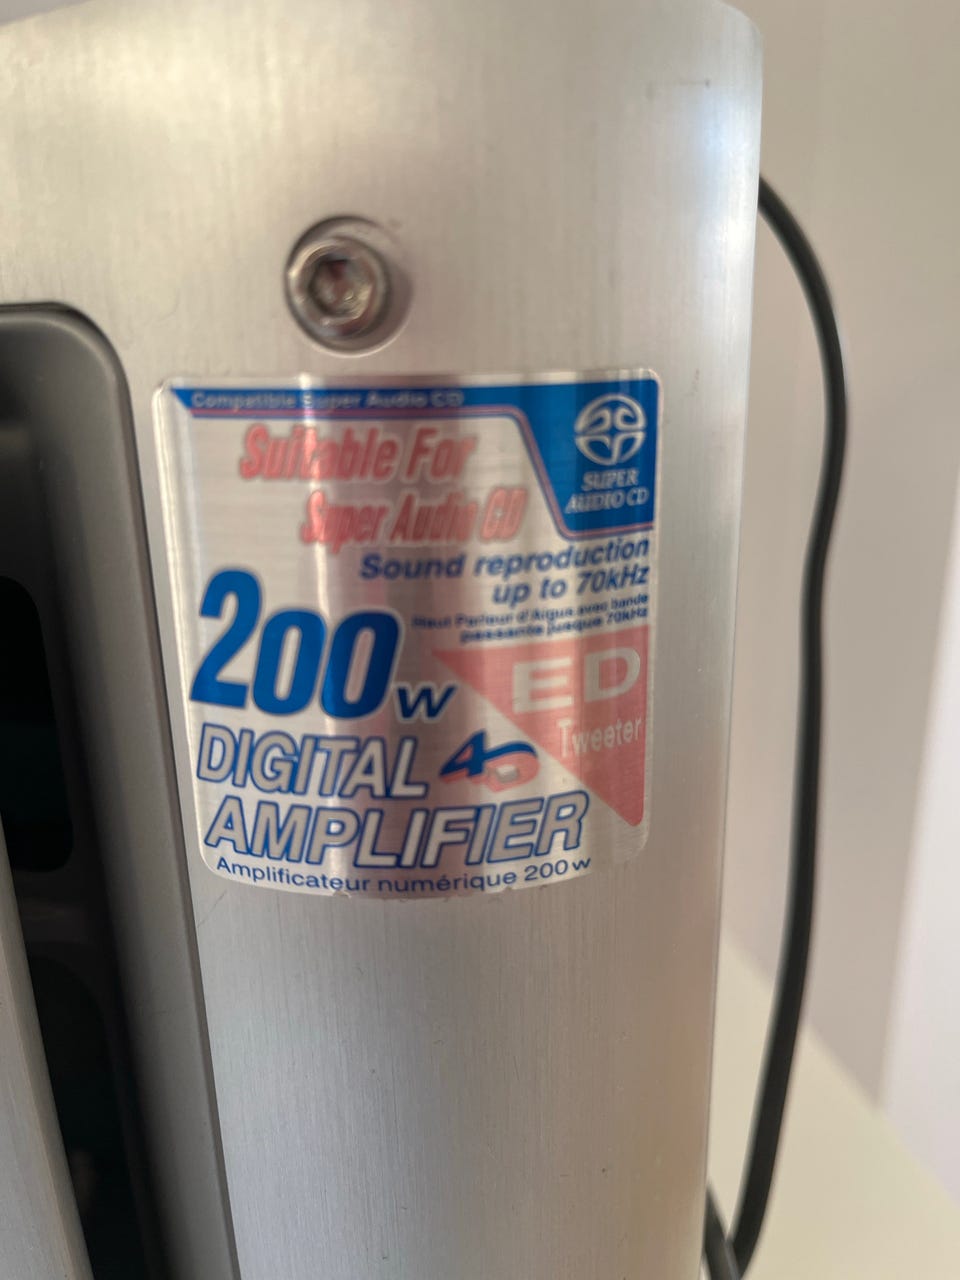 Compatible Super Audio CD
Suitable For
Super Audio CD
SUPER
AUDIO CD
Sound reproduction
up to 70kHz
Haut Parleur d'Aigus avec bande
passante jusque 70kHz
200w
ED
Tweeter
DIGITAL
AMPLIFIER
Amplificateur numérique 200w